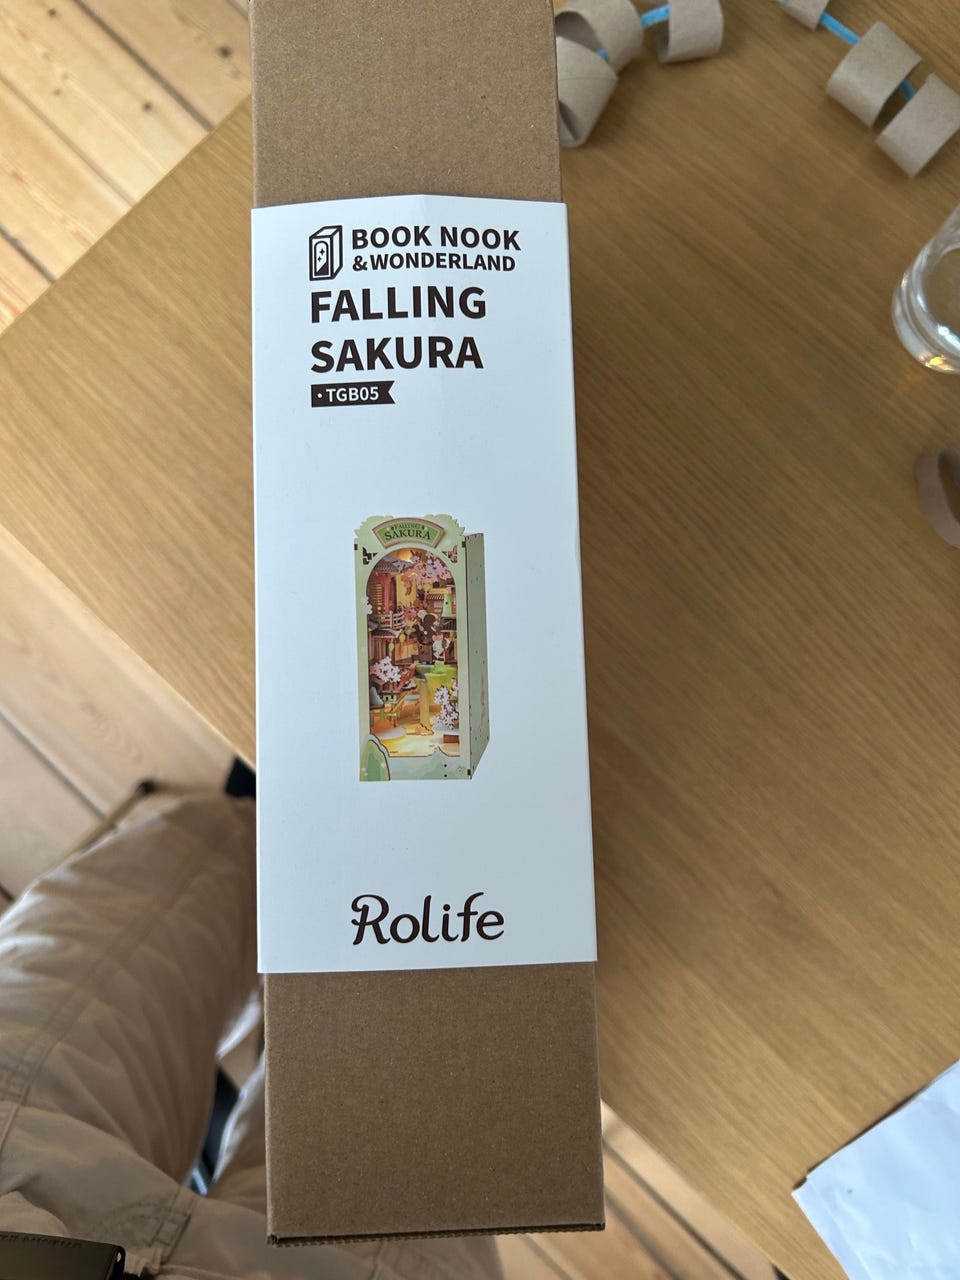 BOOK NOOK
&WONDERLAND
FALLING
SAKURA
• TGB05
FALLING
SAKURA
Rolife